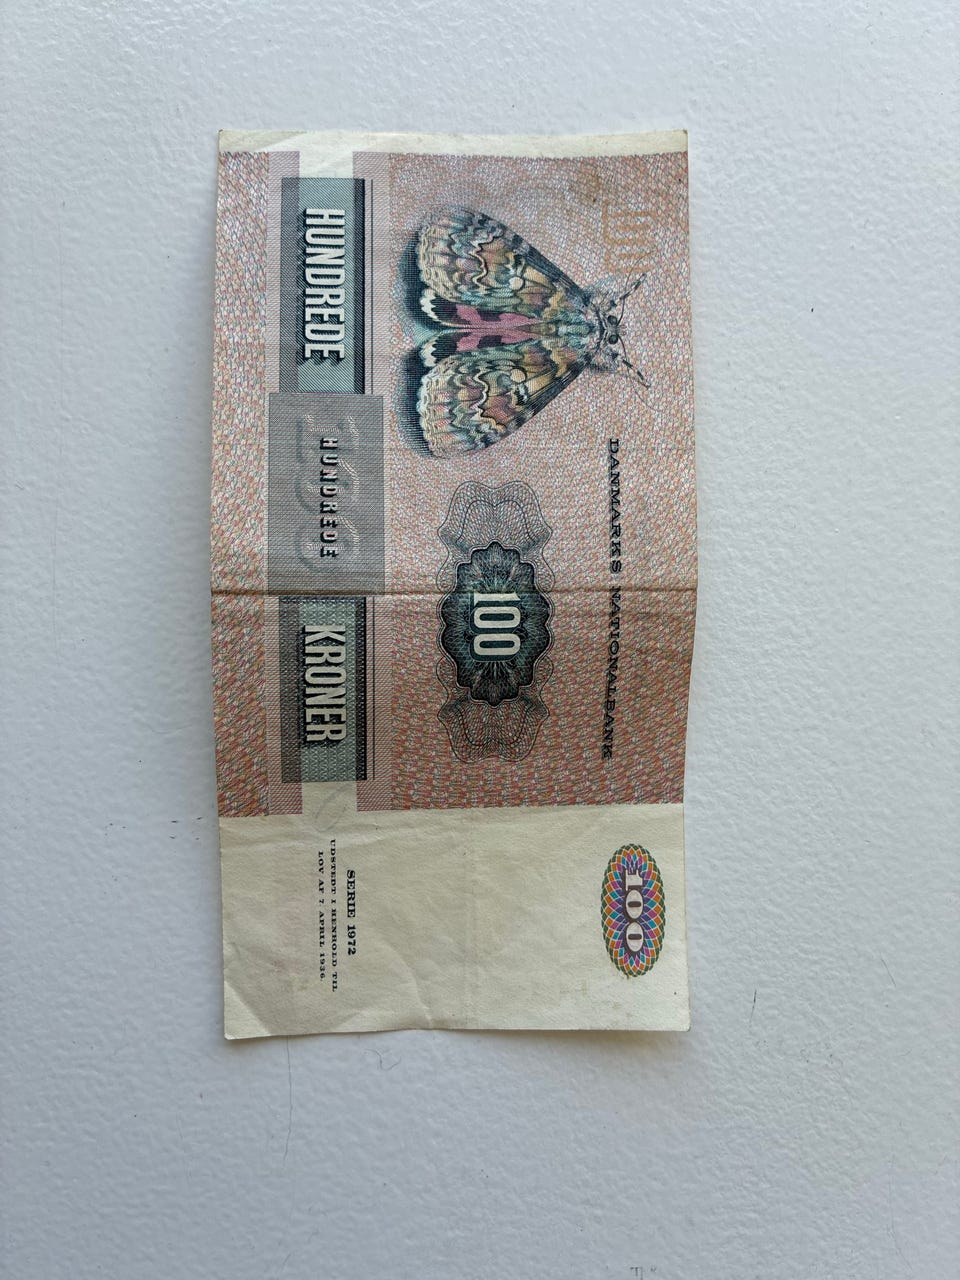 DANMARKS NATIONALBANK
100
100
HUNDREDE
HUNDREDE
KRONER
SERIE 1972
UDSTEDT I HENHOLD TIL
LOV AF 7. APRIL 1936.